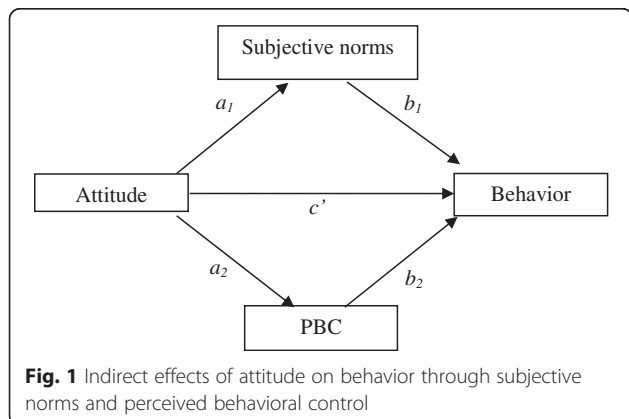 Subjective norms
a1
b1
Attitude
Behavior
c’
a2
b2
PBC
Fig. 1 Indirect effects of attitude on behavior through subjective
norms and perceived behavioral control